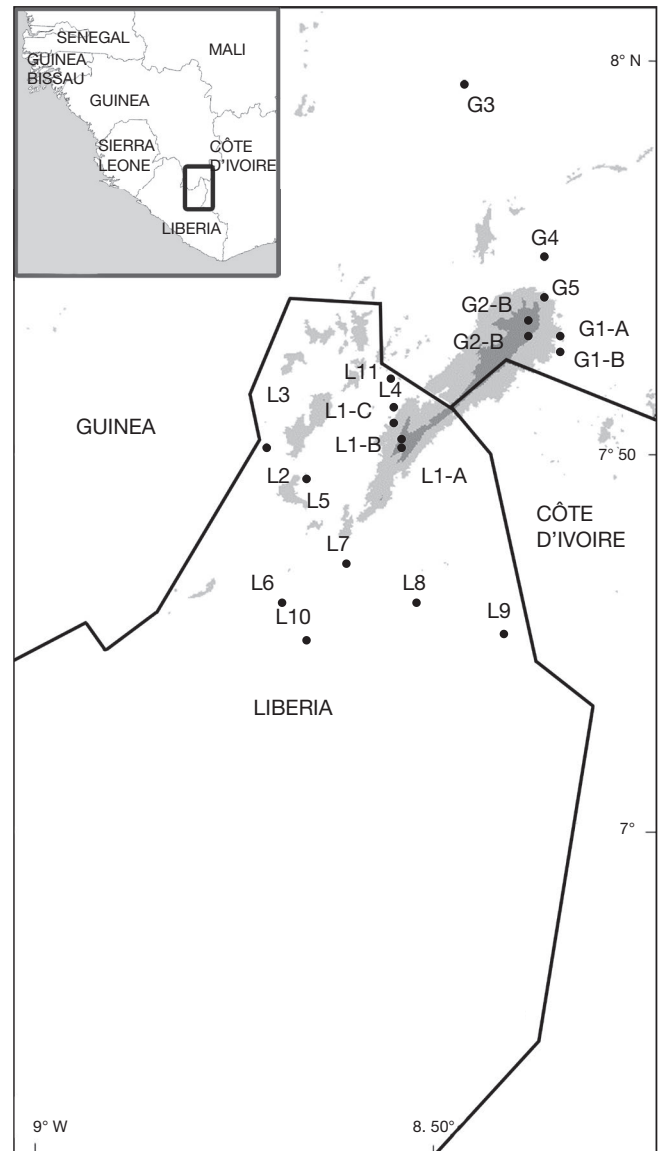 SENEGAL
MALI
GUINEA
BISSAU
GUINEA
SIERRA
LEONE
CÔTE
D'IVOIRE
LIBERIA
8° N
G3
G4
G5
G2-B
G1-A
G2-B
G1-B
L11
L4
L3
L1-C
GUINEA
L1-B
7° 50
L2
L1-A
L5
CÔTE
D'IVOIRE
L7
L6
L8
L10
L9
LIBERIA
7°
9° W
8. 50°